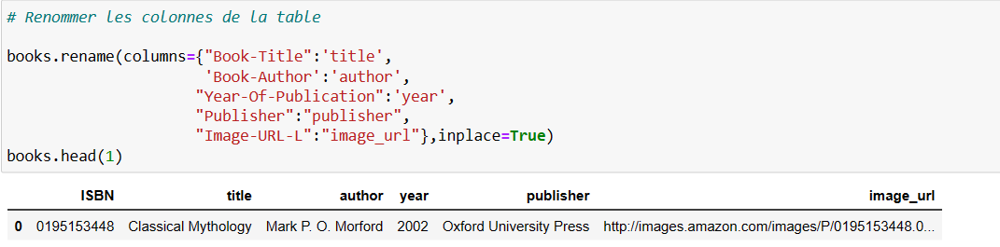 # Renommer les colonnes de la table
books.rename(columns={"Book-Title":'title',
'Book-Author':'author',
"Year-Of-Publication":'year',
"Publisher":"publisher",
"Image-URL-L":"image_url"},inplace=True)
books.head(1)
ISBN title author year publisher image_url
0 0195153448 Classical Mythology Mark P. O. Morford 2002 Oxford University Press http://images.amazon.com/images/P/0195153448.0...